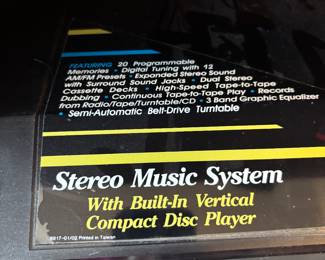 FEATURING 20 Programmable
Memories • Digital Tuning with 12
AM/FM Presets • Expanded Stereo Sound
with Surround Sound Jacks • Dual Stereo
Cassette Decks • High-Speed Tape-to-Tape
Dubbing • Continuous Tape-to-Tape Play • Records
from Radio/Tape/Turntable/CD • 3 Band Graphic Equalizer
• Semi-Automatic Belt-Drive Turntable
Stereo Music System
With Built-In Vertical
Compact Disc Player
Printed in Taiwan